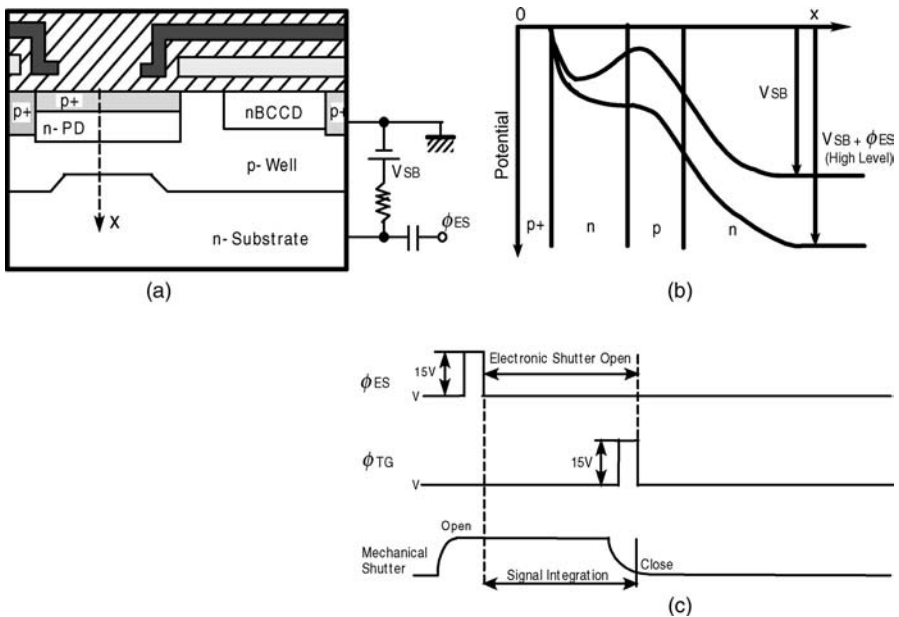 p+
p+
nBCCD
p+
n- PD
p- Well
VSB
x
ϕES
n- Substrate
(a)
0
x
Potential
VSB
VSB + ϕES
(High Level)
p+
n
p
n
(b)
ϕES
15V
V
Electronic Shutter Open
ϕTG
15V
V
Mechanical
Shutter
Open
Close
Signal Integration
(c)